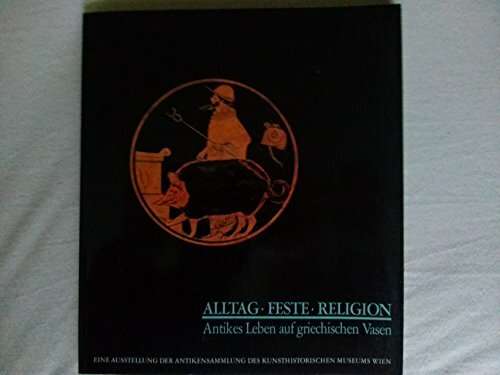 ALLTAG · FESTE · RELIGION
Antikes Leben auf griechischen Vasen
EINE AUSSTELLUNG DER ANTIKENSAMMLUNG DES KUNSTHISTORISCHEN MUSEUMS WIEN